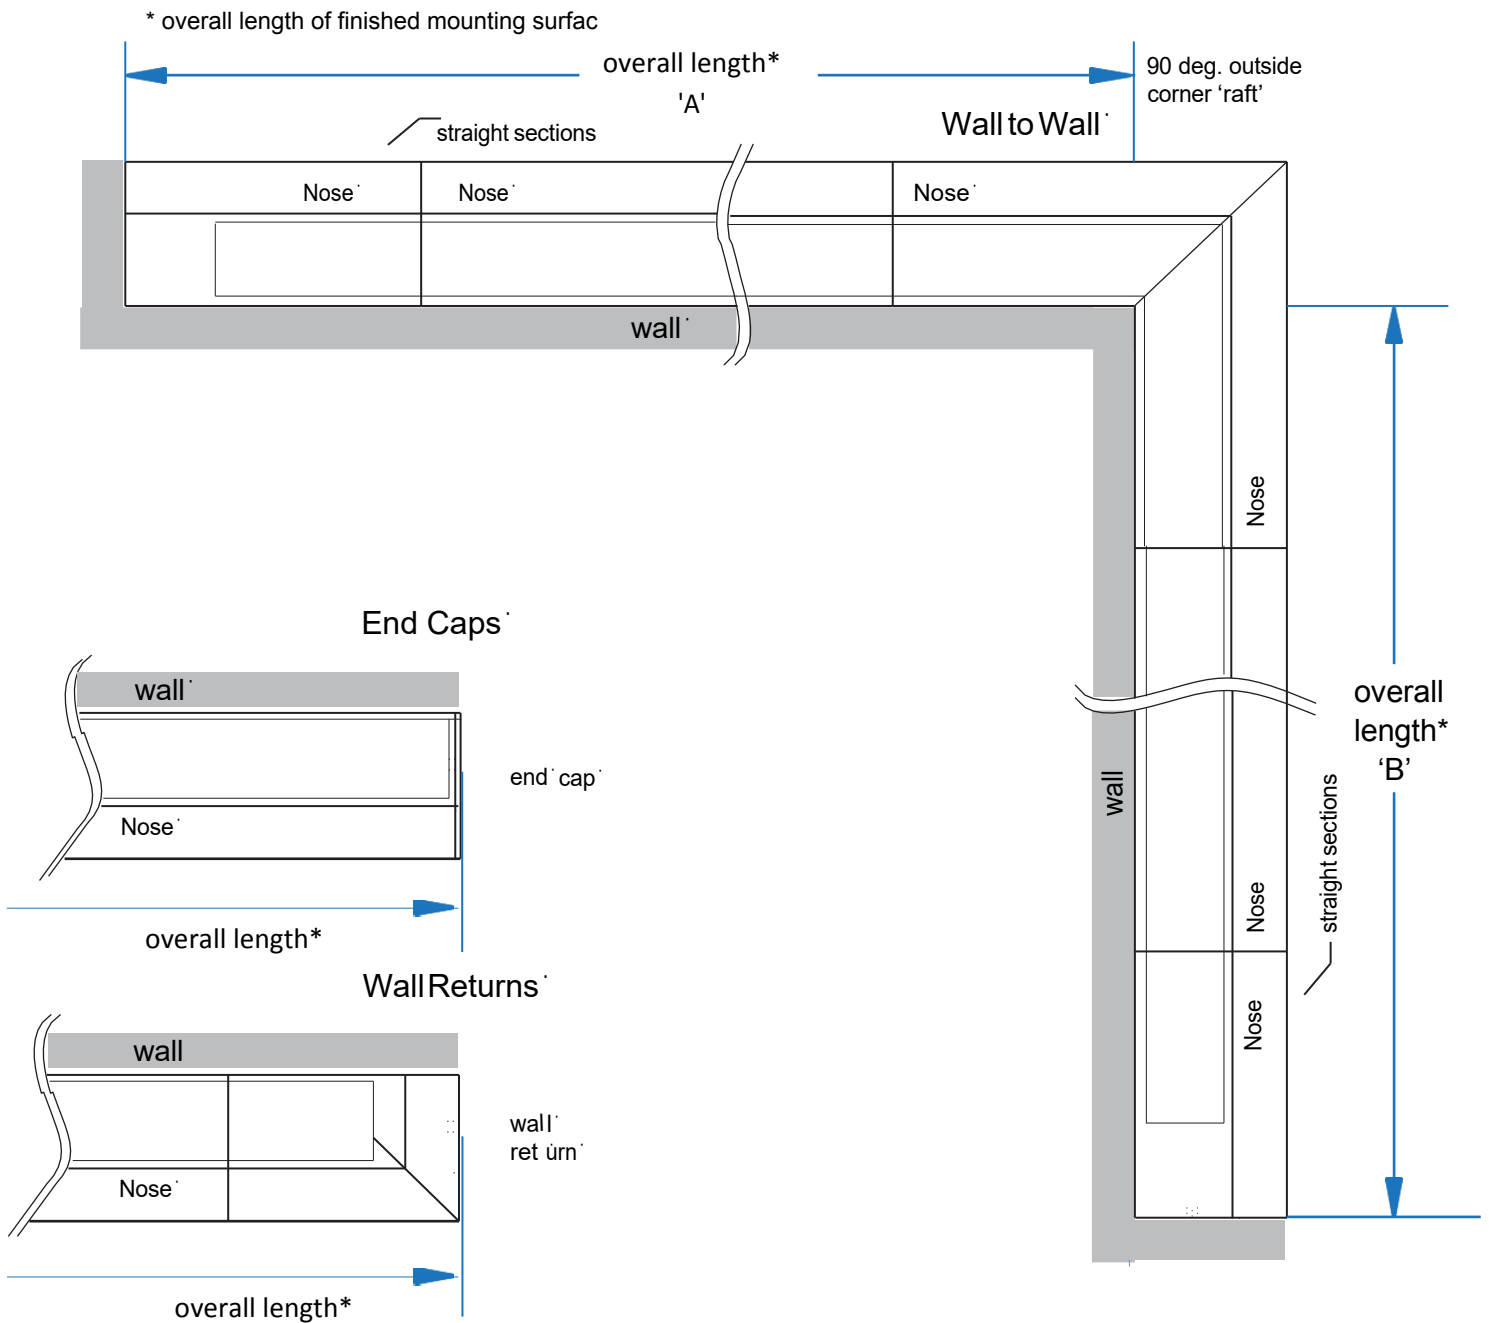 * overall length of finished mounting surfac
overall length*
'A'
90 deg. outside
corner ‘raft’
Wall to Wall
straight sections
Nose
Nose
Nose
wall
Nose
End Caps
wall
end cap
Nose
overall length*
overall
length*
‘B’
wall
straight sections
Nose
Nose
Wall Returns
wall
wall
return
Nose
overall length*